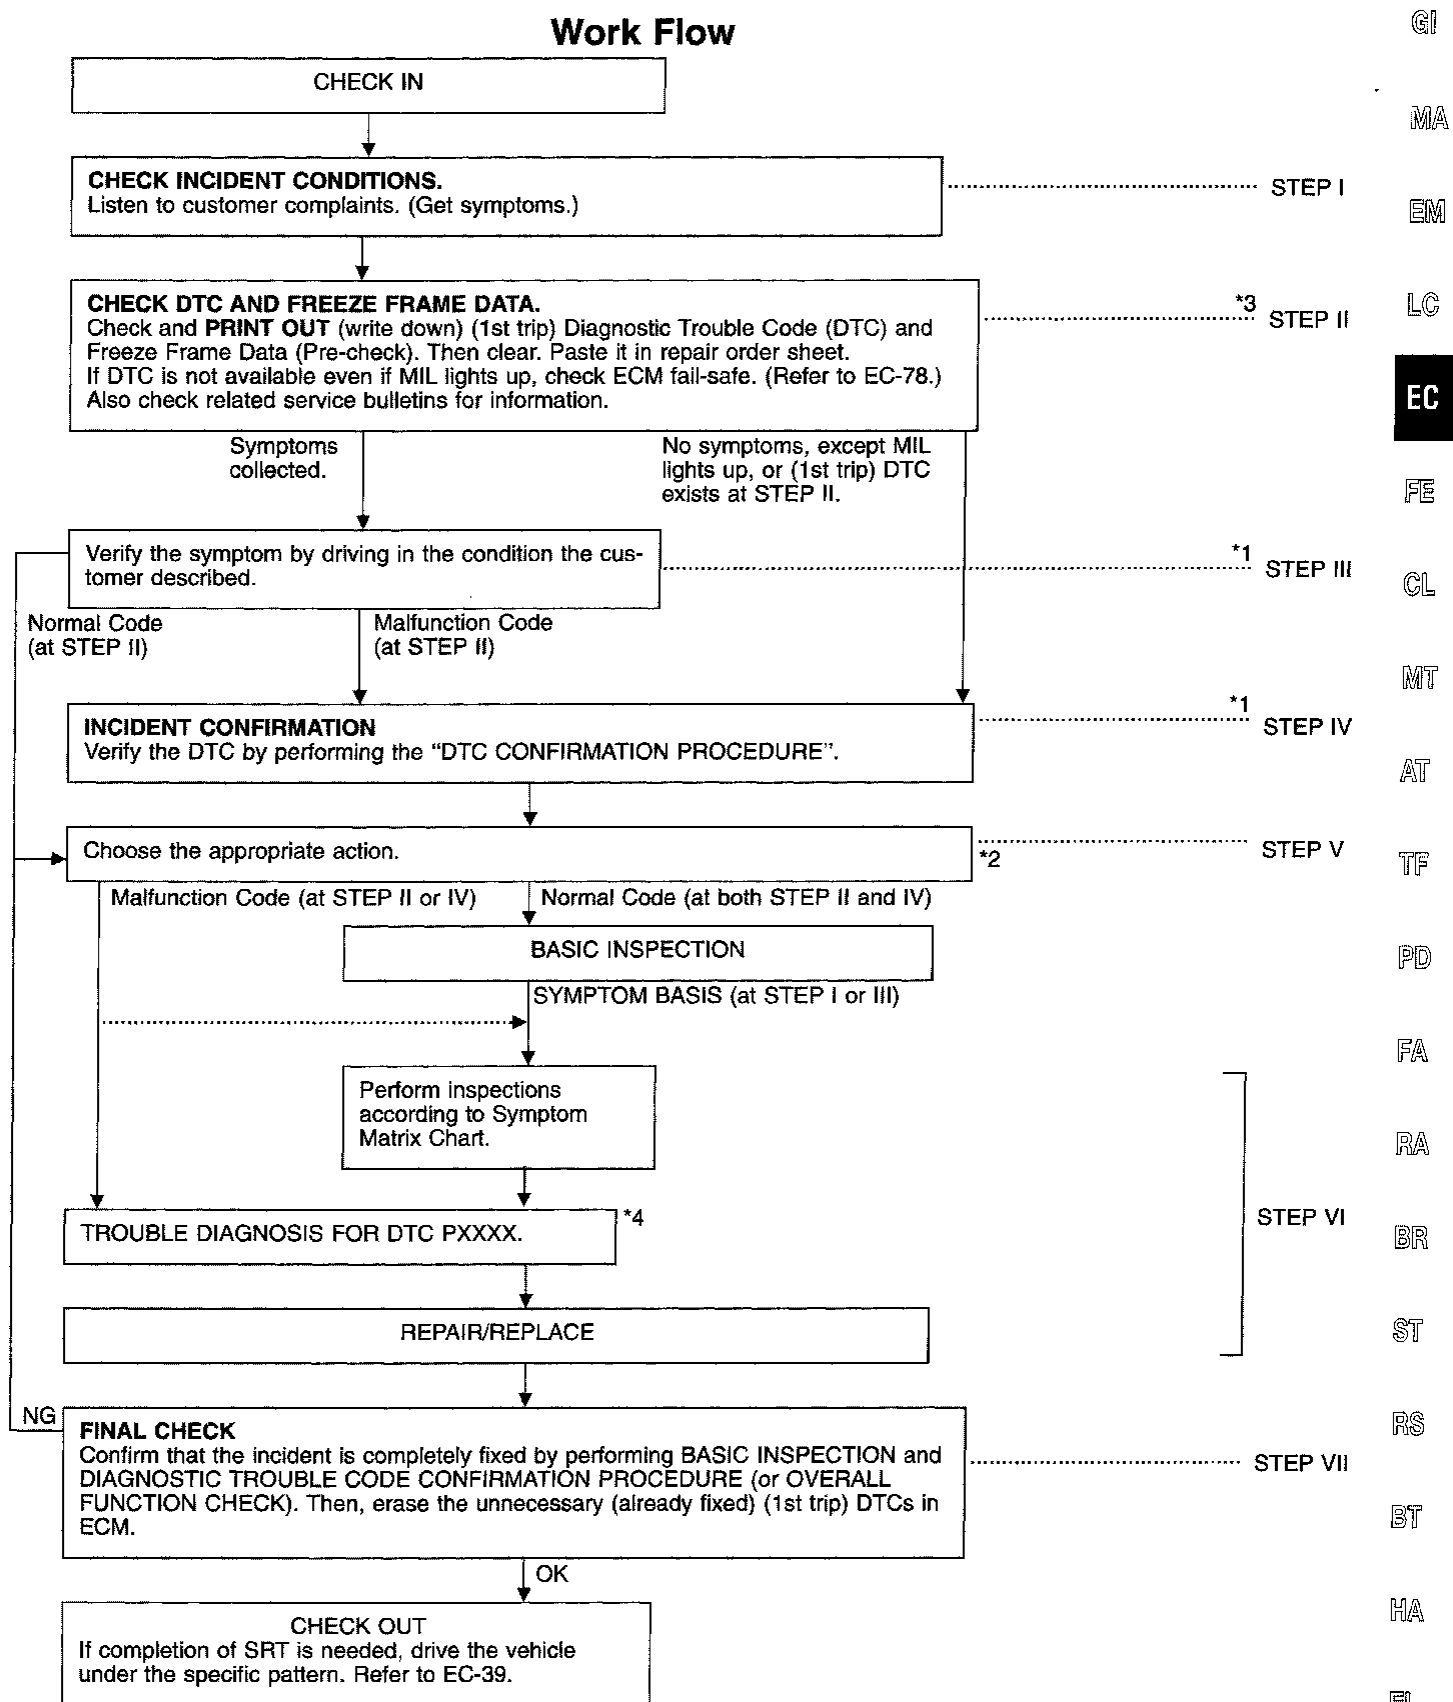 Work Flow
CHECK IN
CHECK INCIDENT CONDITIONS.
Listen to customer complaints. (Get symptoms.)
STEP I
CHECK DTC AND FREEZE FRAME DATA.
Check and PRINT OUT (write down) (1st trip) Diagnostic Trouble Code (DTC) and
Freeze Frame Data (Pre-check). Then clear. Paste it in repair order sheet.
If DTC is not available even if MIL lights up, check ECM fail-safe. (Refer to EC-78.)
Also check related service bulletins for information.
*3 STEP II
Symptoms
collected.
No symptoms, except MIL
lights up, or (1st trip) DTC
exists at STEP II.
Verify the symptom by driving in the condition the cus-
tomer described.
*1 STEP III
Normal Code
(at STEP II)
Malfunction Code
(at STEP II)
INCIDENT CONFIRMATION
Verify the DTC by performing the “DTC CONFIRMATION PROCEDURE”.
*1 STEP IV
Choose the appropriate action.
*2
STEP V
Malfunction Code (at STEP II or IV)
Normal Code (at both STEP II and IV)
BASIC INSPECTION
SYMPTOM BASIS (at STEP I or III)
Perform inspections
according to Symptom
Matrix Chart.
TROUBLE DIAGNOSIS FOR DTC PXXXX.
*4
STEP VI
REPAIR/REPLACE
NG
FINAL CHECK
Confirm that the incident is completely fixed by performing BASIC INSPECTION and
DIAGNOSTIC TROUBLE CODE CONFIRMATION PROCEDURE (or OVERALL
FUNCTION CHECK). Then, erase the unnecessary (already fixed) (1st trip) DTCs in
ECM.
STEP VII
OK
CHECK OUT
If completion of SRT is needed, drive the vehicle
under the specific pattern. Refer to EC-39.
GI
MA
EM
LC
EC
FE
CL
MT
AT
TF
PD
FA
RA
BR
ST
RS
BT
HA